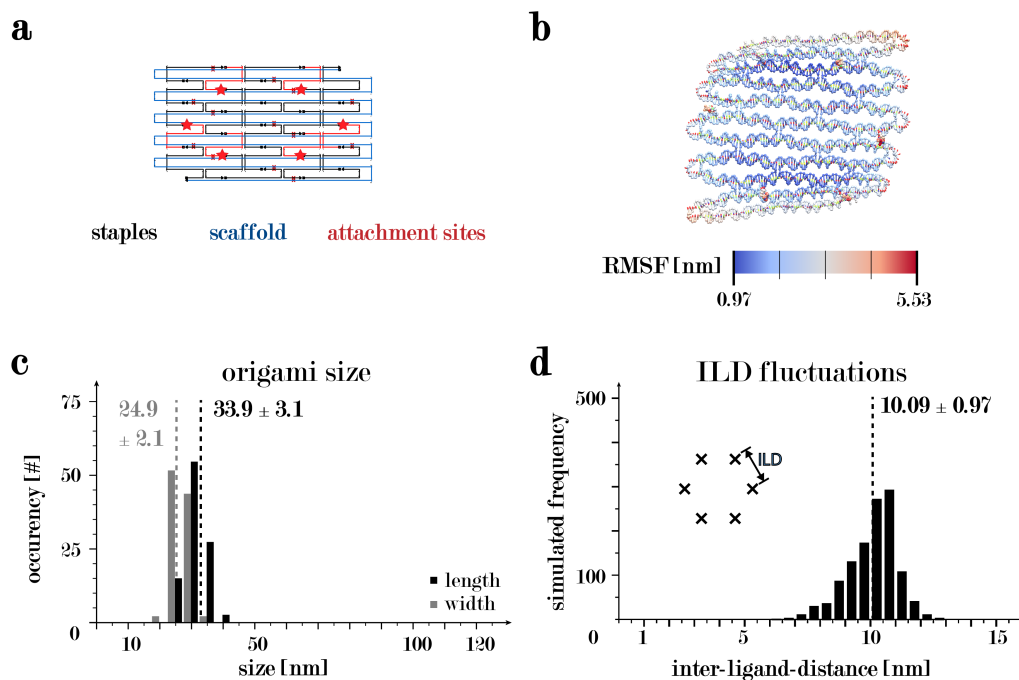 a
staples scaffold attachment sites
b
RMSF [nm]
0.97 5.53
c
origami size
75
24.9
± 2.1
33.9 ± 3.1
occurency [#]
25
length
width
0
10 50 100 120
size [nm]
d
ILD fluctuations
500
10.09 ± 0.97
ILD
simulated frequency
100
0
1 5 10 15
inter-ligand-distance [nm]